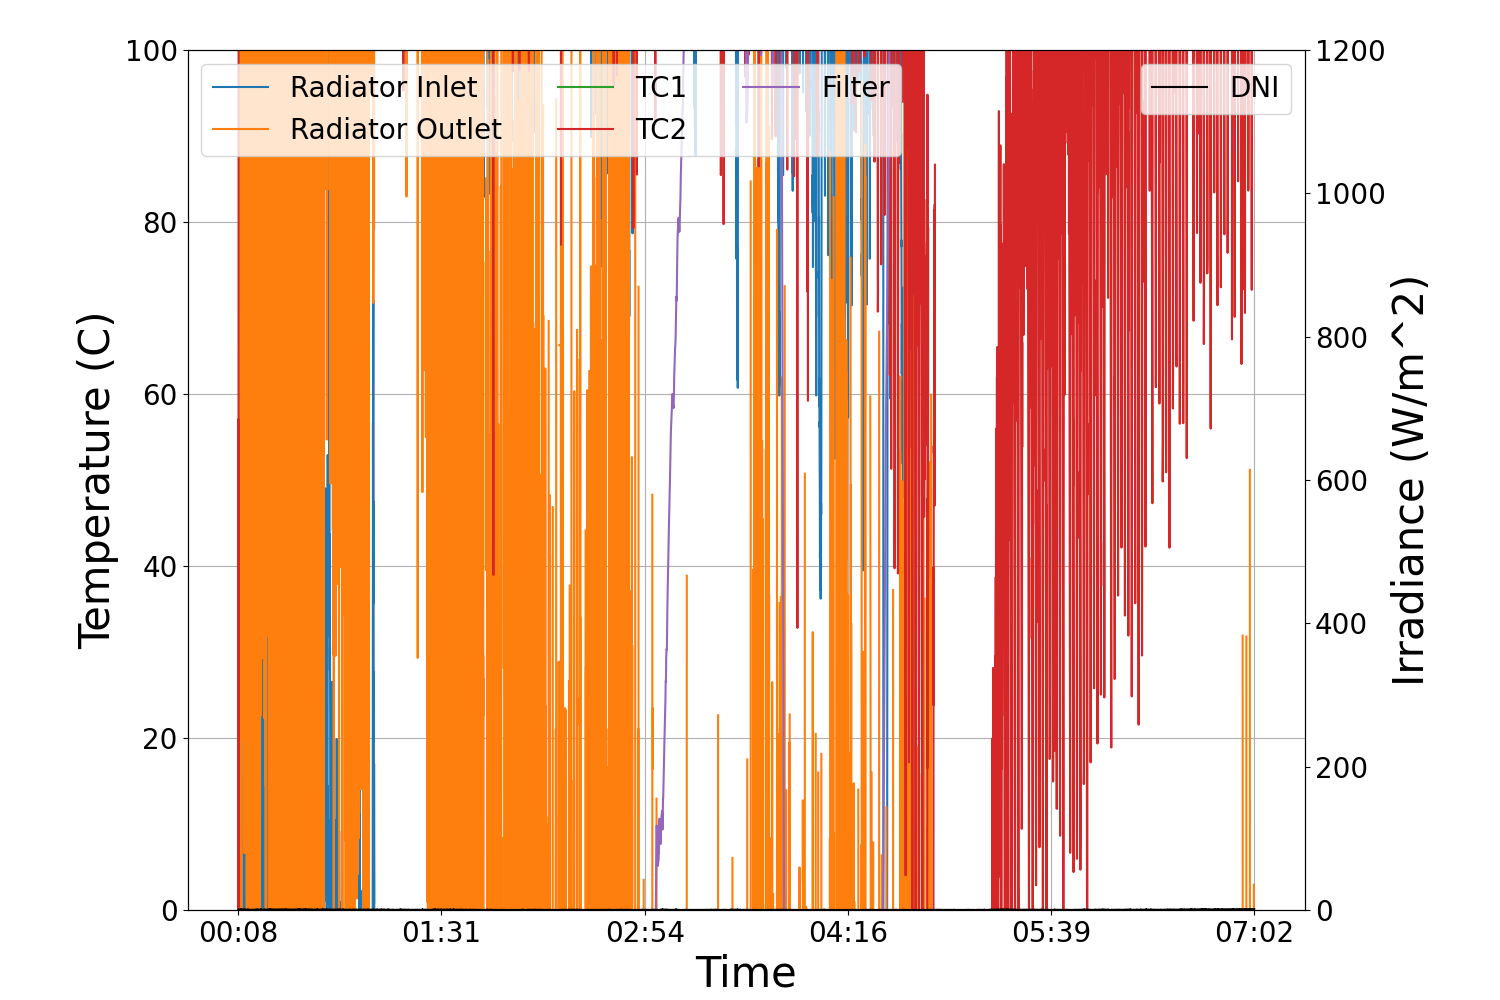 100
80
60
40
20
0
Temperature (C)
Radiator Inlet
Radiator Outlet
TC1
TC2
Filter
DNI
1200
1000
800
600
400
200
0
Irradiance (W/m^2)
00:08
01:31
02:54
04:16
05:39
07:02
Time